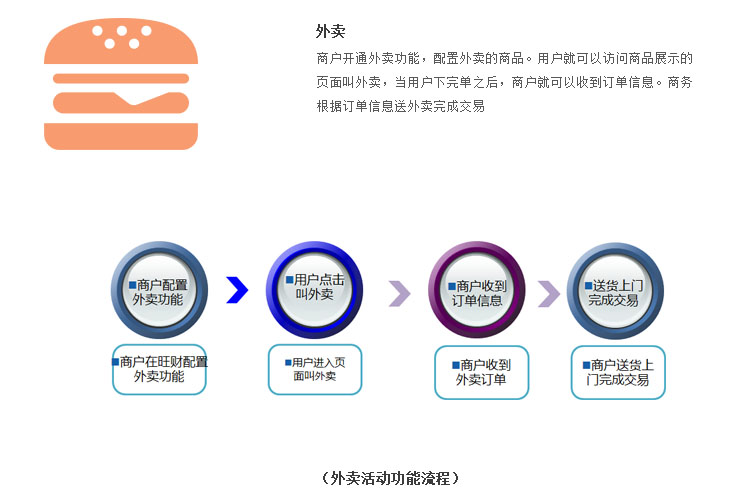 外卖
商户开通外卖功能，配置外卖的商品。用户就可以访问商品展示的
页面叫外卖，当用户下完单之后，商户就可以收到订单信息。商务
根据订单信息送外卖完成交易
■商户配置
外卖功能
■用户点击
叫外卖
■商户收到
订单信息
■送货上门
完成交易
■商户在旺财配置
外卖功能
■用户进入页
面叫外卖
■商户收到
外卖订单
■商户送货上
门完成交易
（外卖活动功能流程）